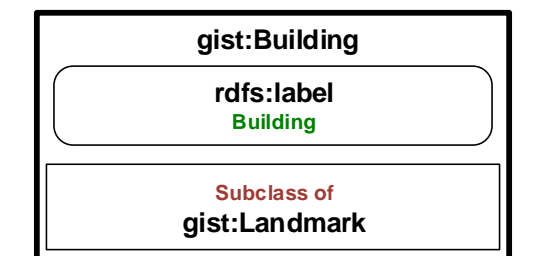 gist:Building
rdfs:label
Building
Subclass of
gist:Landmark